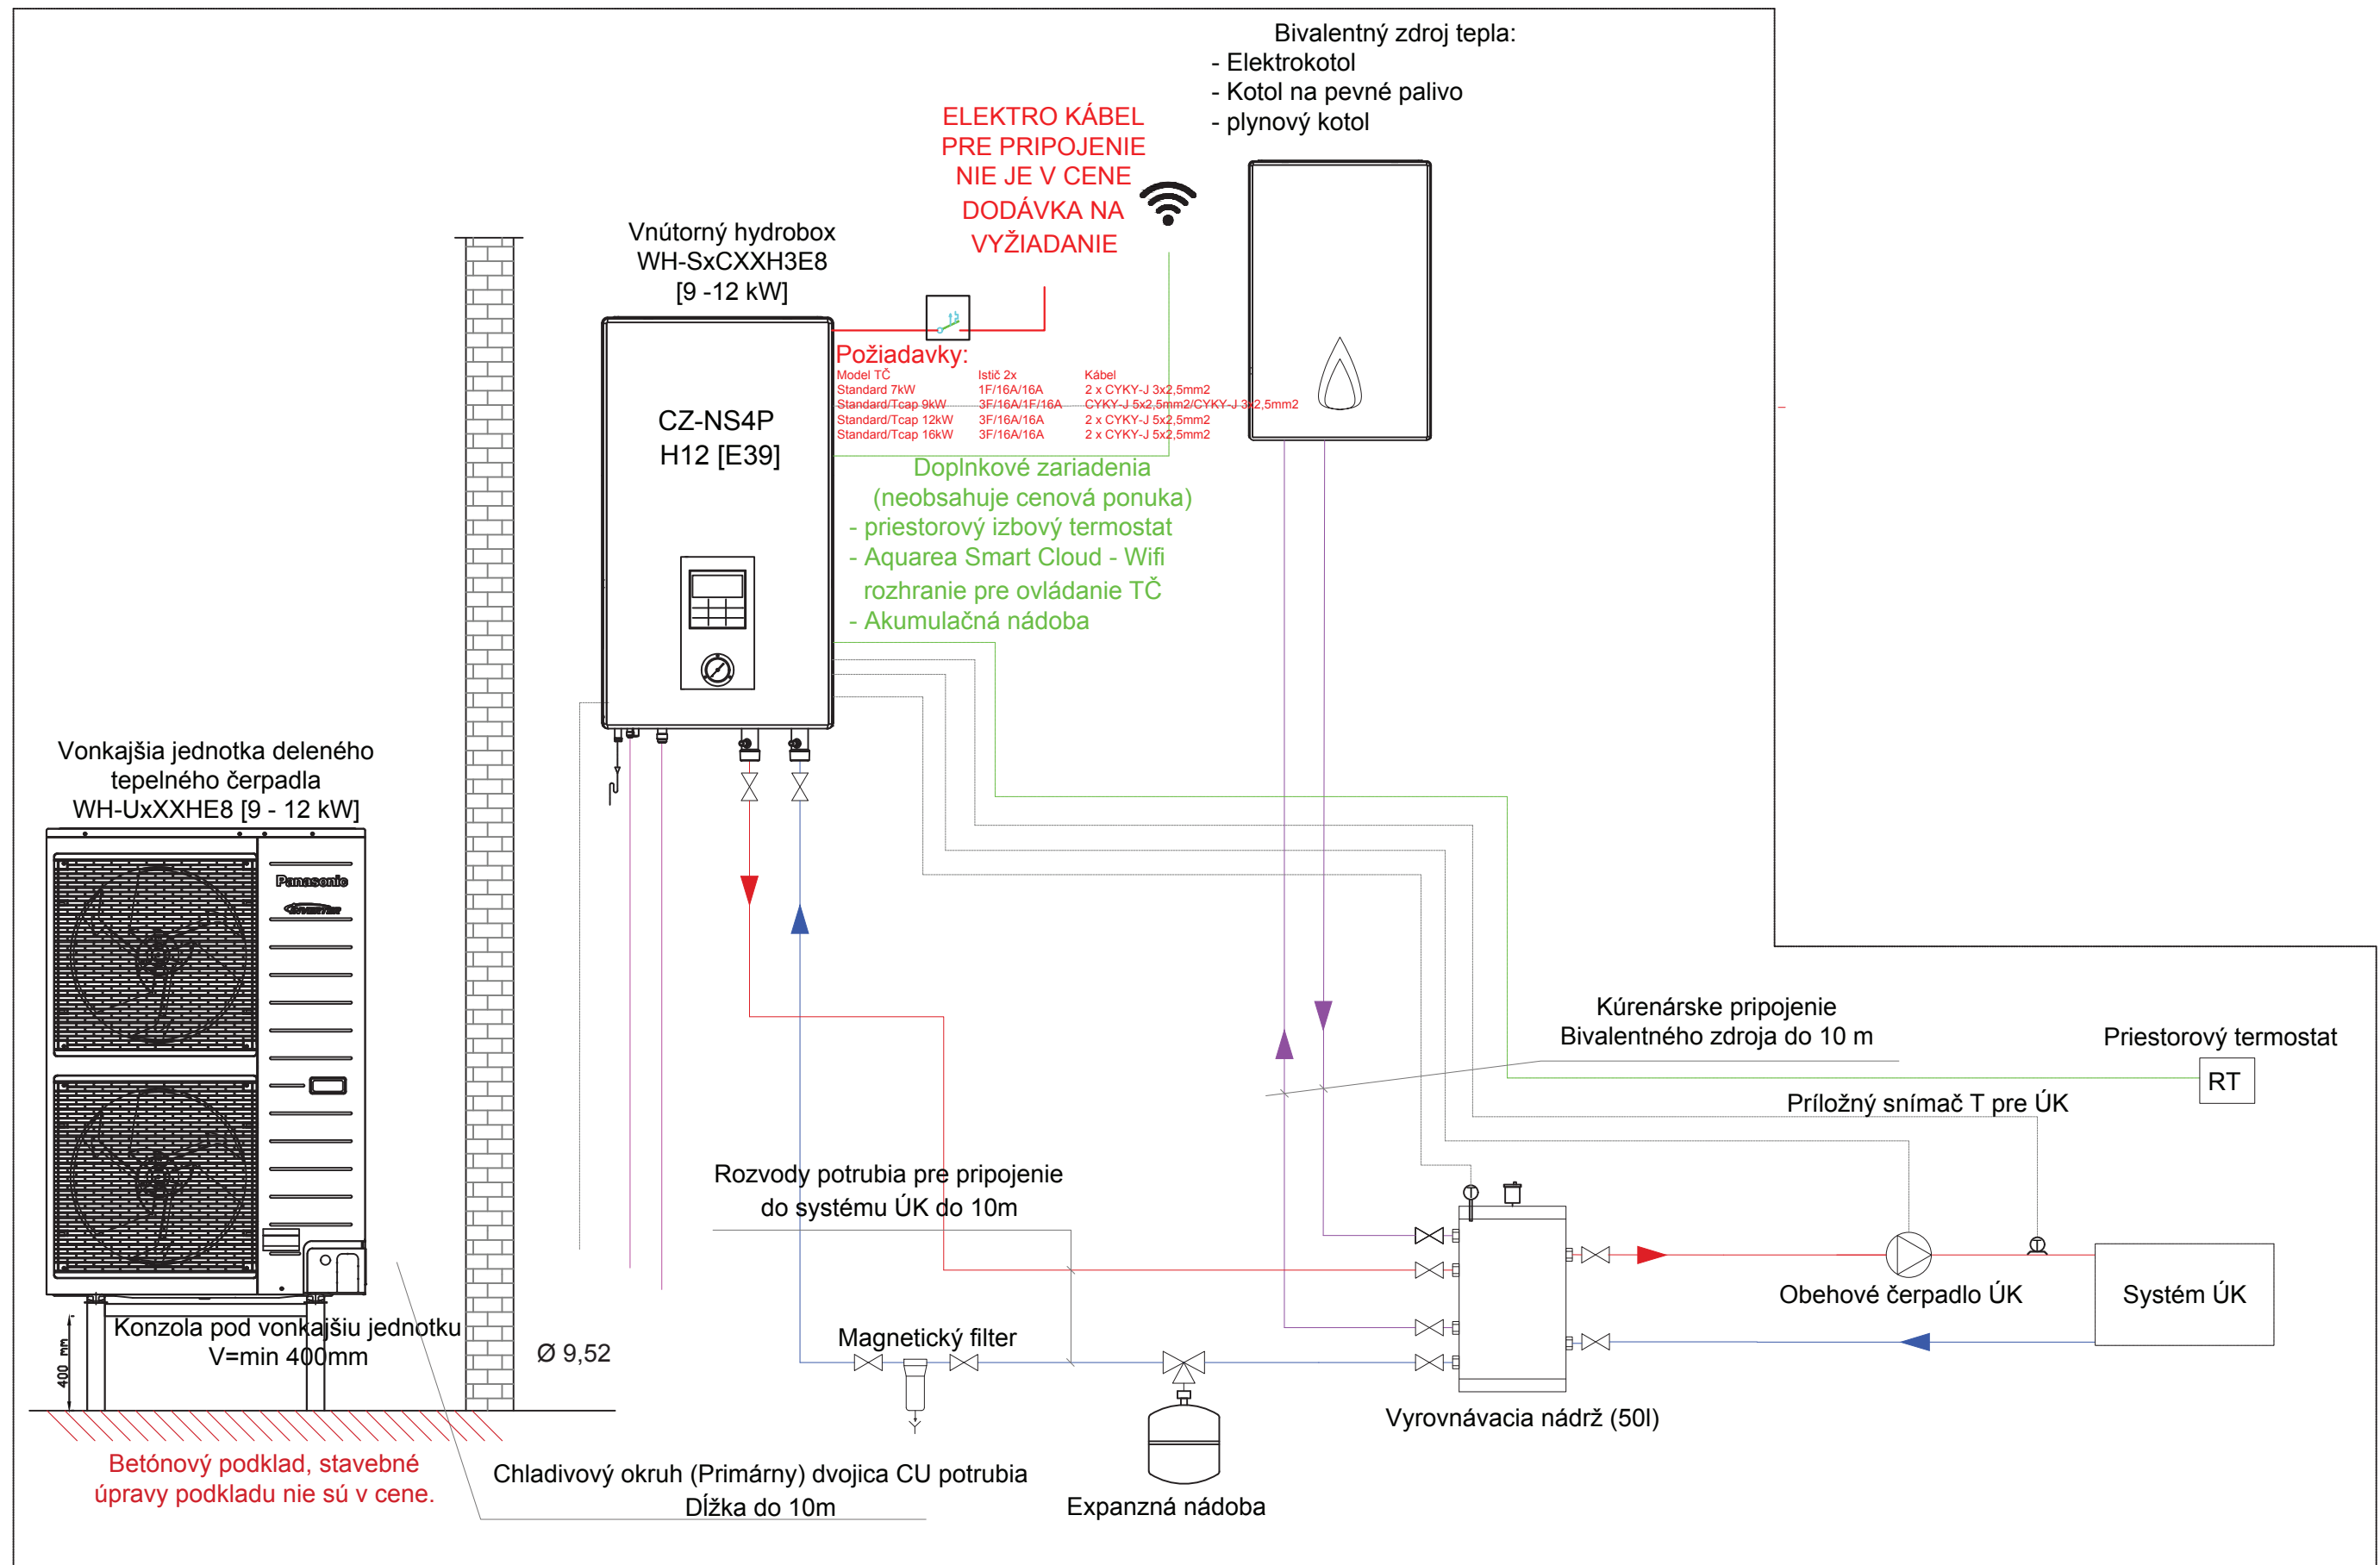 Bivalentný zdroj tepla:
- Elektrokotol
- Kotol na pevné palivo
- plynový kotol
ELEKTRO KÁBEL
PRE PRIPOJENIE
NIE JE V CENE
DODÁVKA NA
VYŽIADANIE
Vnútorný hydrobox
WH-SxCXXH3E8
[9 -12 kW]
Požiadavky:
Model TČ Istič 2x Kábel
Standard 7kW 1F/16A/16A 2 x CYKY-J 3x2,5mm2
Standard/Tcap 9kW 3F/16A/1F/16A CYKY-J 5x2,5mm2/CYKY-J 3x2,5mm2
Standard/Tcap 12kW 3F/16A/16A 2 x CYKY-J 5x2,5mm2
Standard/Tcap 16kW 3F/16A/16A 2 x CYKY-J 5x2,5mm2
CZ-NS4P
H12 [E39]
Doplnkové zariadenia
(neobsahuje cenová ponuka)
- priestorový izbový termostat
- Aquarea Smart Cloud - Wifi
rozhranie pre ovládanie TČ
- Akumulačná nádoba
Vonkajšia jednotka deleného
tepelného čerpadla
WH-UxXXHE8 [9 - 12 kW]
Panasonic
INVERTER
Kúrenárske pripojenie
Bivalentného zdroja do 10 m
Priestorový termostat
RT
Príložný snímač T pre ÚK
Rozvody potrubia pre pripojenie
do systému ÚK do 10m
T
T
Obehové čerpadlo ÚK
Systém ÚK
Konzola pod vonkajšiu jednotku
V=min 400mm
400 mm
Ø 9,52
Magnetický filter
Vyrovnávacia nádrž (50l)
Betónový podklad, stavebné
úpravy podkladu nie sú v cene.
Chladivový okruh (Primárny) dvojica CU potrubia
Dĺžka do 10m
Expanzná nádoba